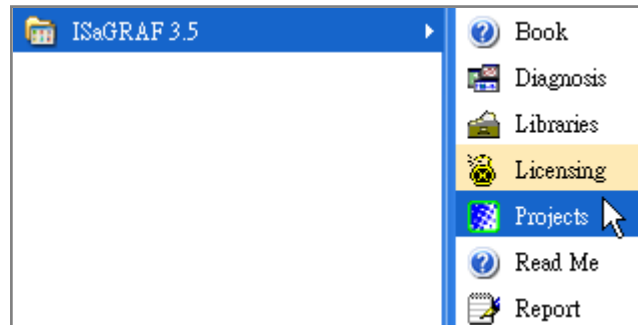 ISaGRAF 3.5
Book
Diagnosis
Libraries
Licensing
Projects
Read Me
Report